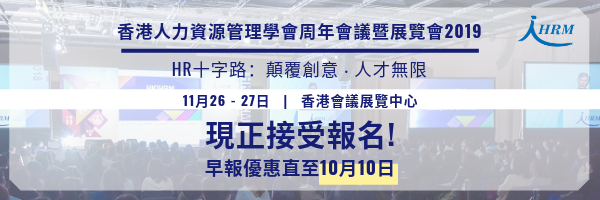 香港人力資源管理學會周年會議暨展覽會2019
HRM
HR十字路：顛覆創意．人才無限
11月26 - 27日 | 香港會議展覽中心
現正接受報名!
早報優惠直至10月10日